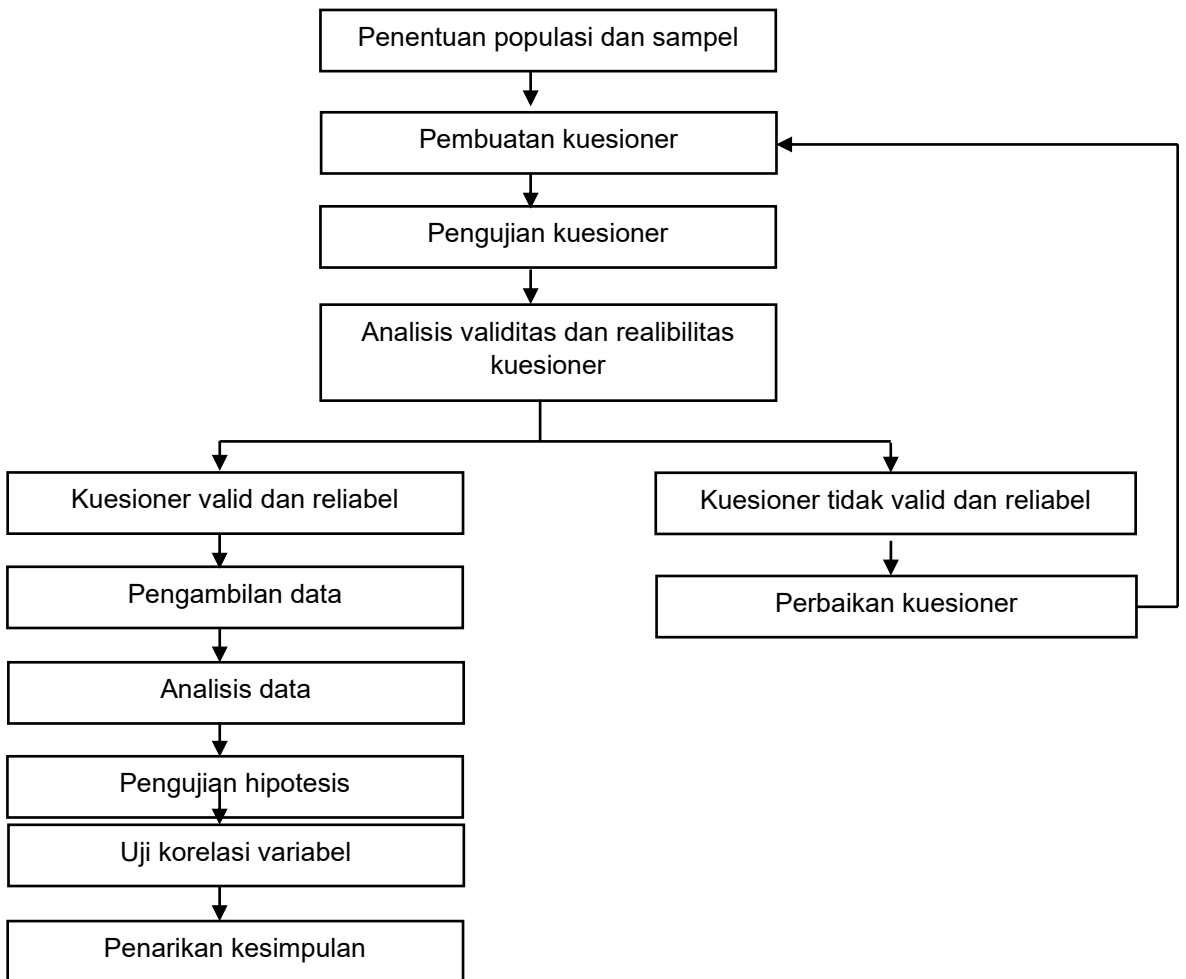 Penentuan populasi dan sampel
Pembuatan kuesioner
Pengujian kuesioner
Analisis validitas dan realibilitas
kuesioner
Kuesioner valid dan reliabel
Kuesioner tidak valid dan reliabel
Pengambilan data
Perbaikan kuesioner
Analisis data
Pengujian hipotesis
Uji korelasi variabel
Penarikan kesimpulan